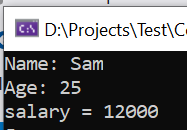 D:\Projects\Test\Co
Name: Sam
Age: 25
salary = 12000